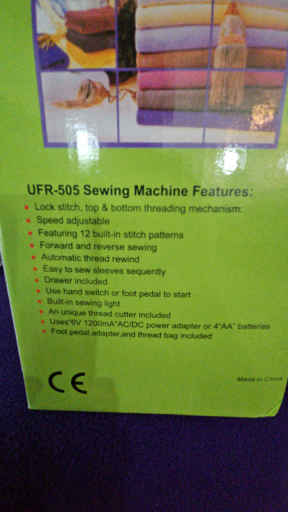 UFR-505 Sewing Machine Features:
• Lock stitch, top & bottom threading mechanism:
• Speed adjustable
• Featuring 12 built-in stitch patterns
• Forward and reverse sewing
• Automatic thread rewind
• Easy to sew sleeves sequerdly
• Drawer included
• Use hand switch or foot pedal to start
• Built-in sewing light
• An unique thread cutter included
• Uses"6V 1200mA"AC/DC power adapter or 4"AA" batteries
• Foot pedal,adapter,and thread bag included
CE
Made in China